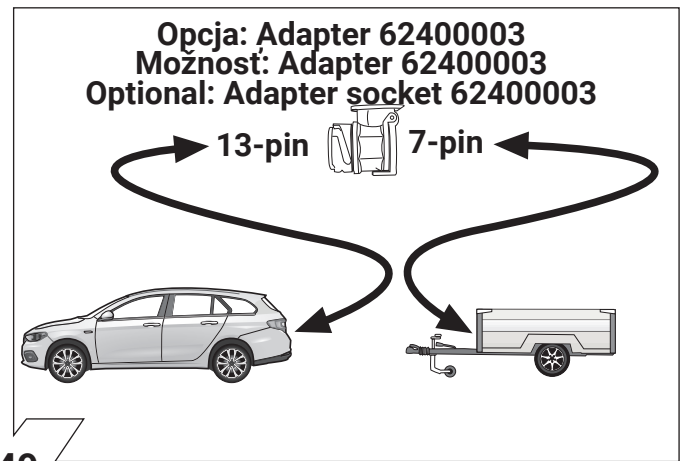 Opcja: Adapter 62400003
Možnosť: Adapter 62400003
Optional: Adapter socket 62400003
13-pin 7-pin